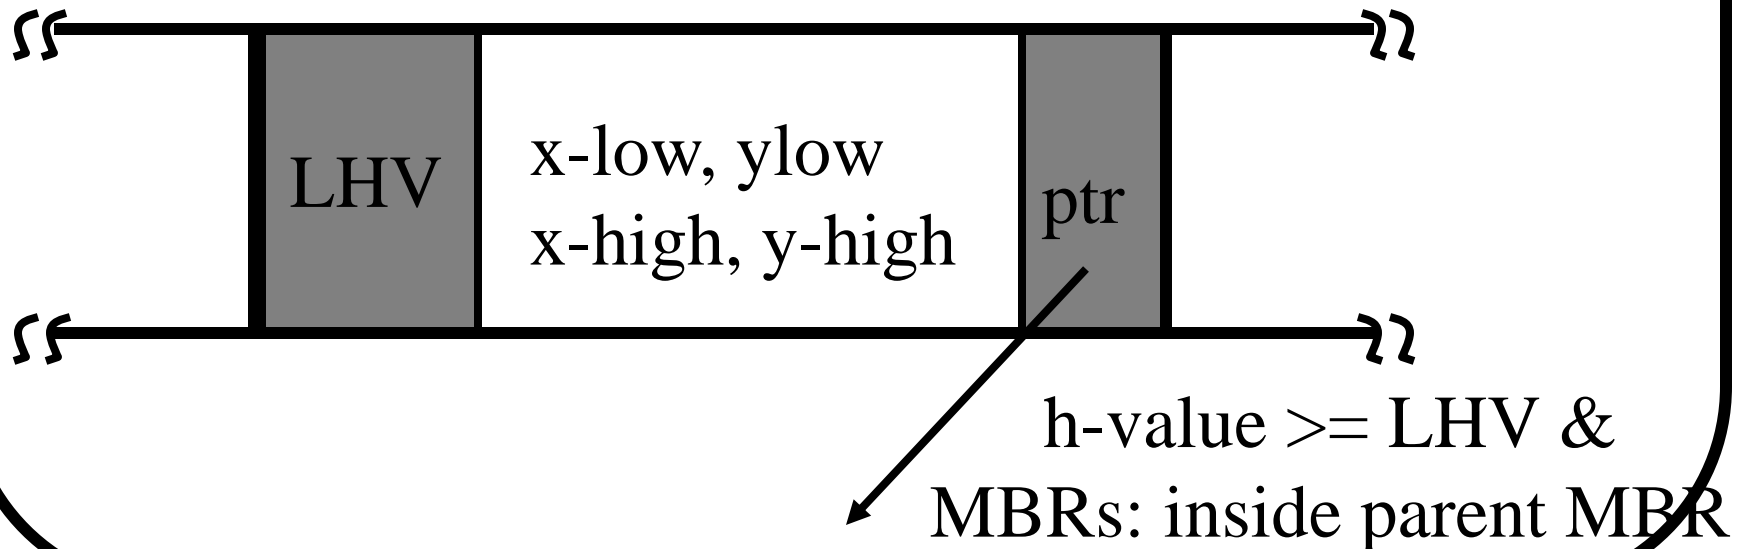 LHV
x-low, ylow
x-high, y-high
ptr
h-value >= LHV &
MBRs: inside parent MBR